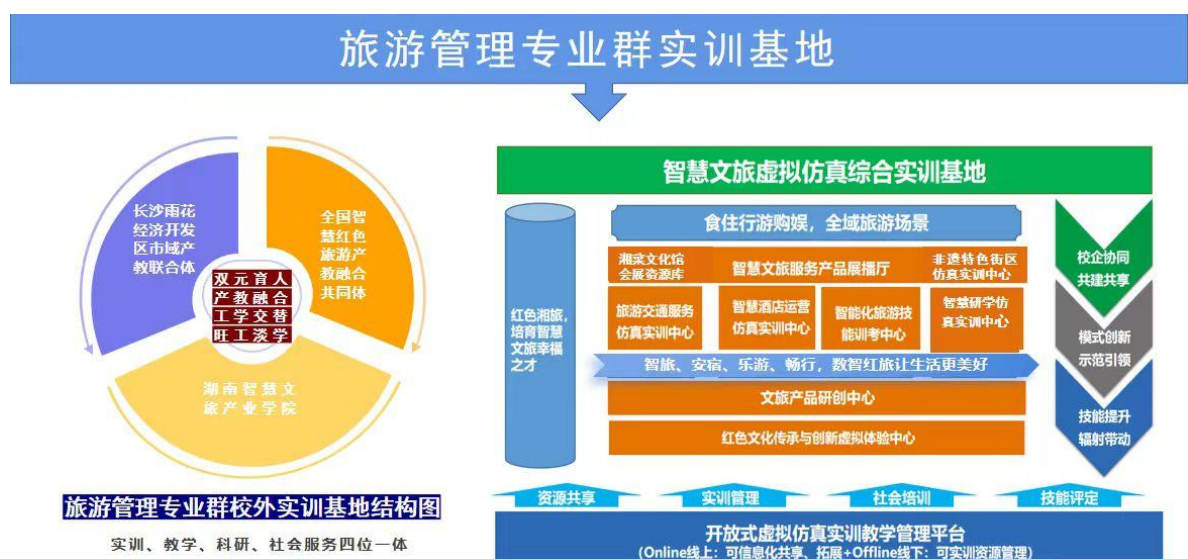 旅游管理专业群实训基地
长沙雨花
经济开发
区市域产
教联合体
全国智
慧红色
旅游产
教融合
共同体
双元育人
产教融合
工学交替
旺工淡学
湖南智慧文
旅产业学院
旅游管理专业群校外实训基地结构图
实训、教学、科研、社会服务四位一体
智慧文旅虚拟仿真综合实训基地
红色湘旅，
培育智慧
文旅幸福
之才
食住行游购娱，全域旅游场景
湘菜文化馆
会展资源库
智慧文旅服务产品展播厅
非遗特色街区
仿真实训中心
旅游交通服务
仿真实训中心
智慧酒店运营
仿真实训中心
智能化旅游技
能训考中心
智慧研学仿
真实训中心
智旅、安宿、乐游、畅行，数智红旅让生活更美好
文旅产品研创中心
红色文化传承与创新虚拟体验中心
校企协同
共建共享
模式创新
示范引领
技能提升
辐射带动
资源共享
实训管理
社会培训
技能评定
开放式虚拟仿真实训教学管理平台
(Online线上：可信息化共享、拓展+Offline线下：可实训资源管理)